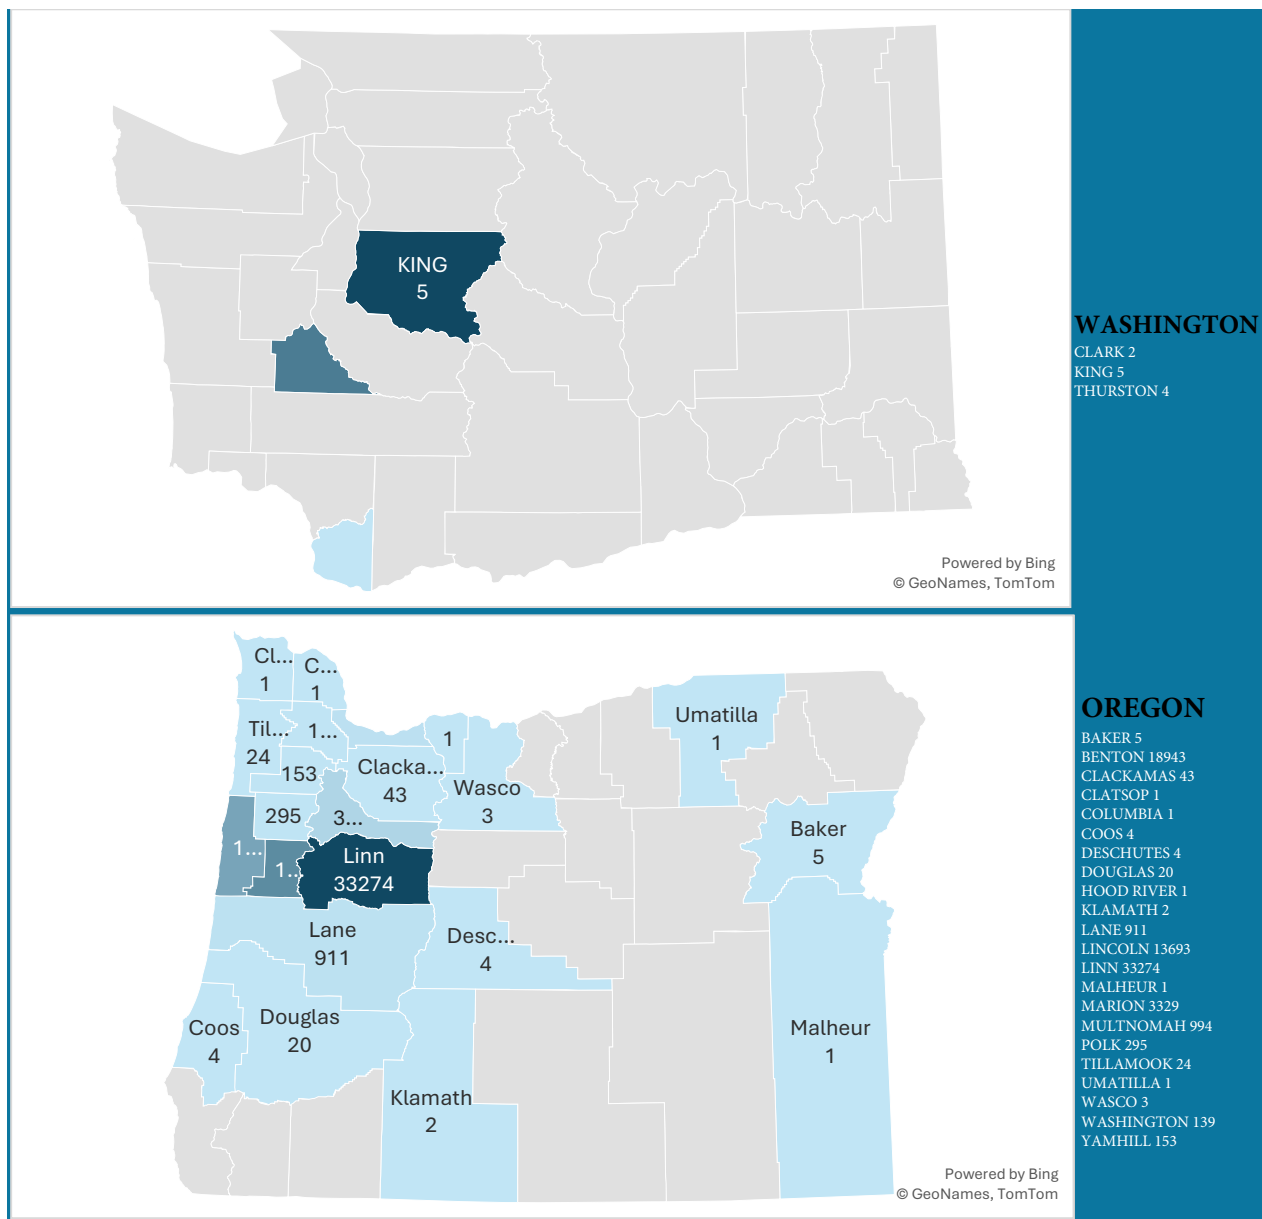 KING
5
Powered by Bing
© GeoNames, TomTom
WASHINGTON
CLARK 2
KING 5
THURSTON 4
Cl...
1
C...
1
Til...
24
1...
153
Clacka...
43
1
Wasco
3
Umatilla
1
295
3...
1...
1...
Linn
33274
Baker
5
Lane
911
Desc...
4
Coos
4
Douglas
20
Klamath
2
Malheur
1
Powered by Bing
© GeoNames, TomTom
OREGON
BAKER 5
BENTON 18943
CLACKAMAS 43
CLATSOP 1
COLUMBIA 1
COOS 4
DESCHUTES 4
DOUGLAS 20
HOOD RIVER 1
KLAMATH 2
LANE 911
LINCOLN 13693
LINN 33274
MALHEUR 1
MARION 3329
MULTNOMAH 994
POLK 295
TILLAMOOK 24
UMATILLA 1
WASCO 3
WASHINGTON 139
YAMHILL 153